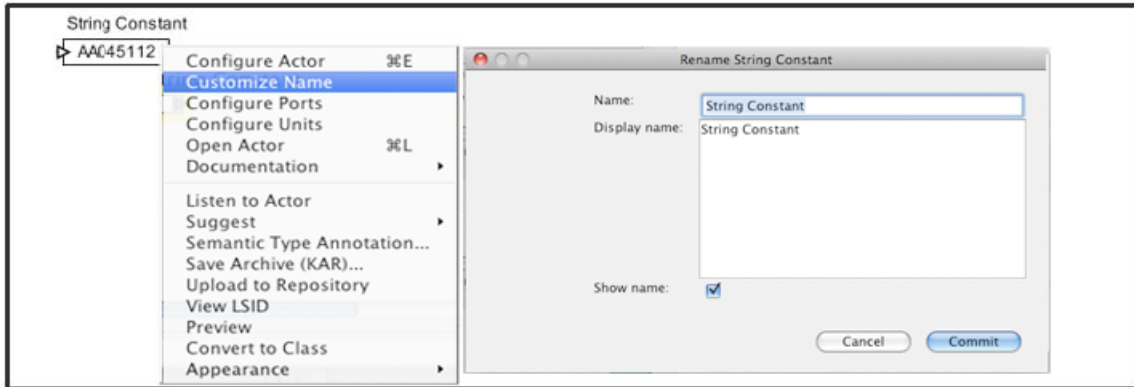 String Constant
AA045112
Configure Actor ⌘E
Customize Name
Configure Ports
Configure Units
Open Actor ⌘L
Documentation
Listen to Actor
Suggest
Semantic Type Annotation...
Save Archive (KAR)...
Upload to Repository
View LSID
Preview
Convert to Class
Appearance
Rename String Constant
Name: String Constant
Display name: String Constant
Show name:
Cancel Commit